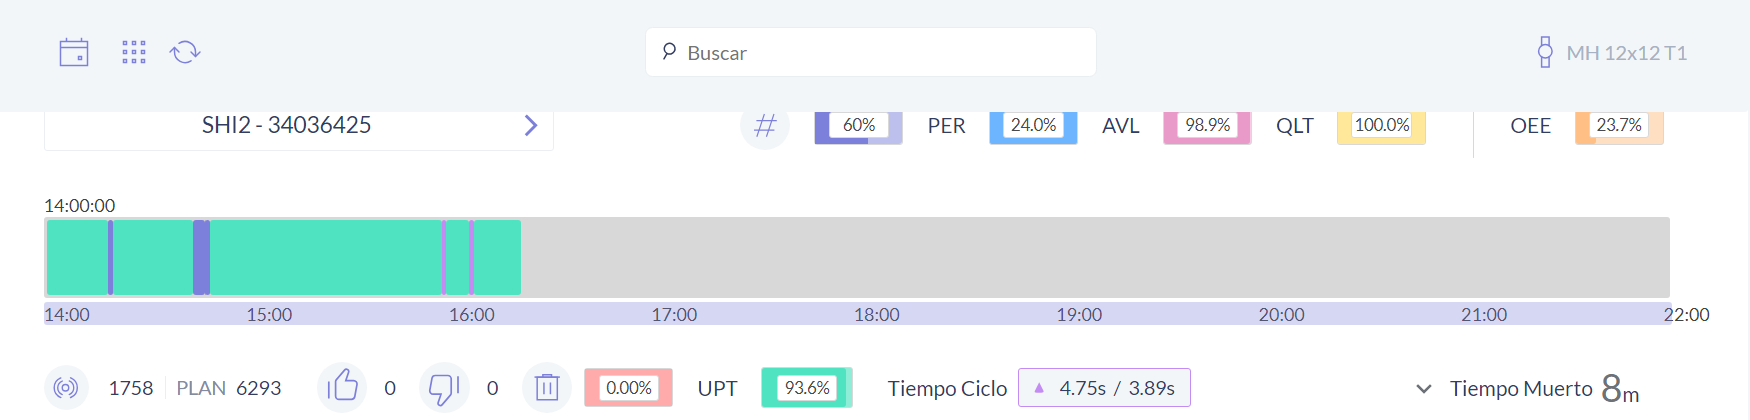 Buscar
MH 12x12 T1
SHI2 - 34036425
60% PER 24.0% AVL 98.9% QLT 100.0% OEE 23.7%
14:00:00
14:00 15:00 16:00 17:00 18:00 19:00 20:00 21:00 22:00
1758 PLAN 6293 0 0 0.00% UPT 93.6% Tiempo Ciclo ▲ 4.75s / 3.89s Tiempo Muerto 8m